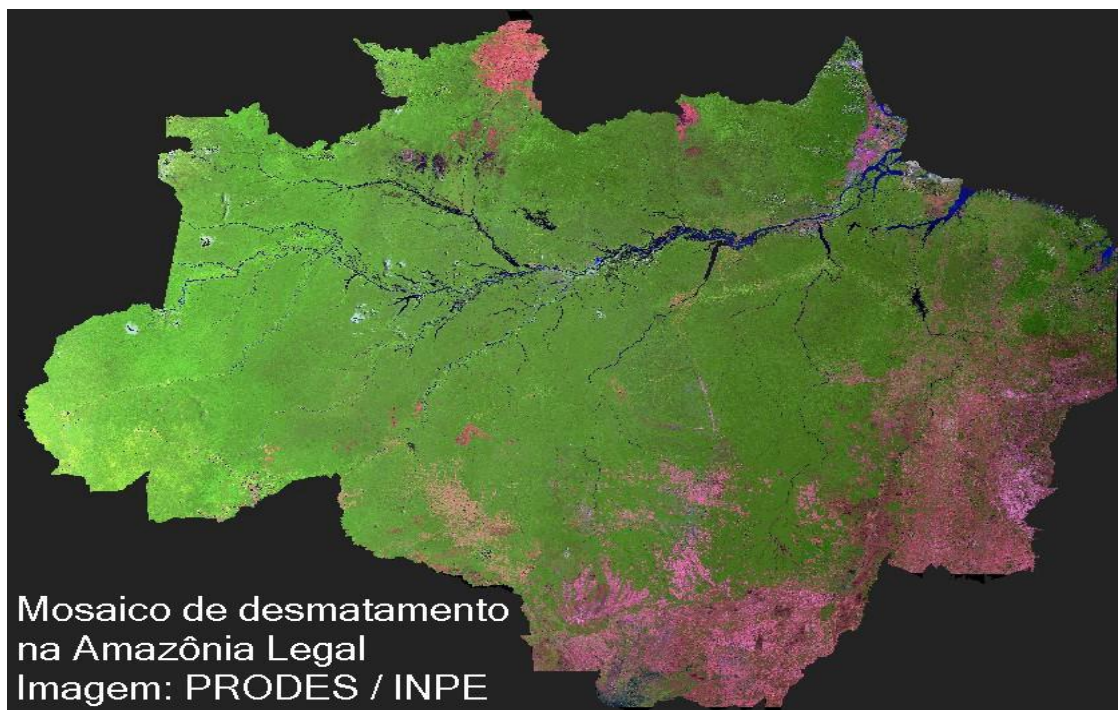 Mosaico de desmatamento
na Amazônia Legal
Imagem: PRODES / INPE